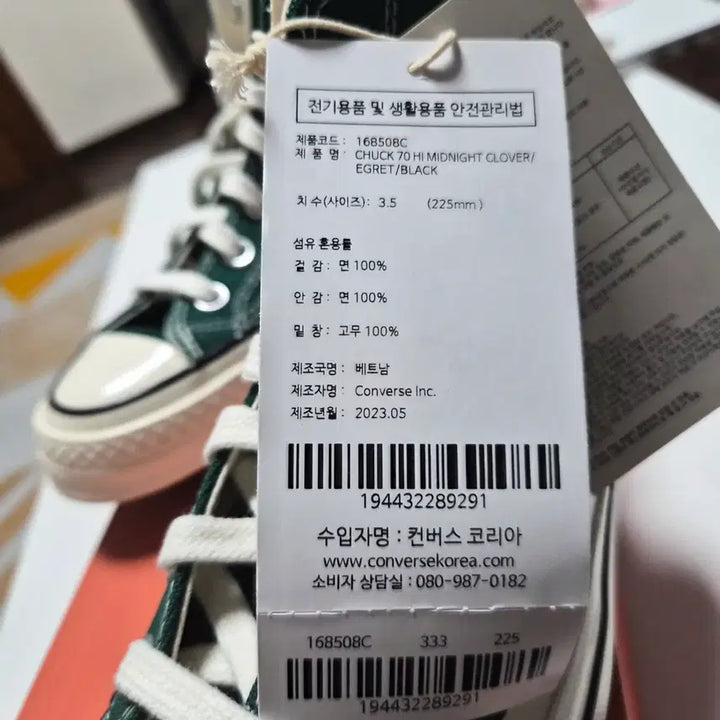 전기용품 및 생활용품 안전관리법
제품코드 : 168508C
제 품 명 : CHUCK 70 HI MIDNIGHT CLOVER/
EGRET/BLACK
치 수(사이즈) : 3.5 (225mm)
섬유 혼용률
겉 감 : 면 100%
안 감 : 면 100%
밑 창 : 고무 100%
제조국명 : 베트남
제조자명 : Converse Inc.
제조년월 : 2023.05
194432289291
수입자명 : 컨버스 코리아
www.conversekorea.com
소비자 상담실 : 080-987-0182
168508C 333 225
194432289291